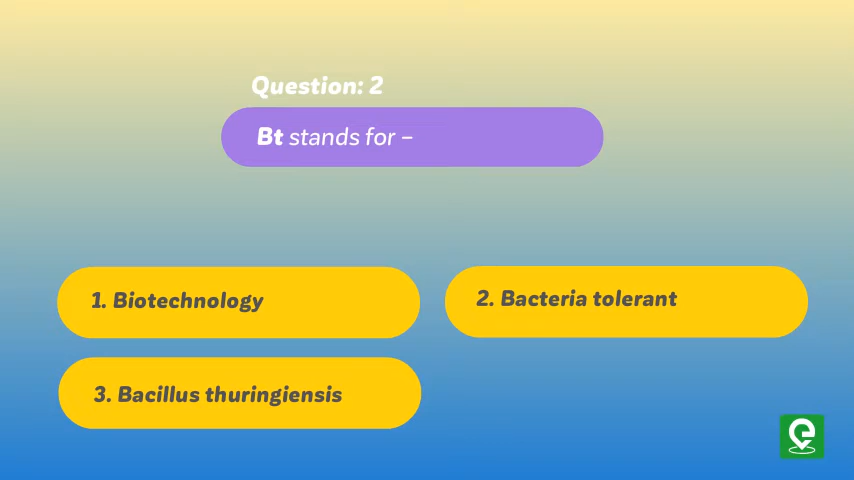 Question: 2
Bt stands for –
1. Biotechnology
2. Bacteria tolerant
3. Bacillus thuringiensis